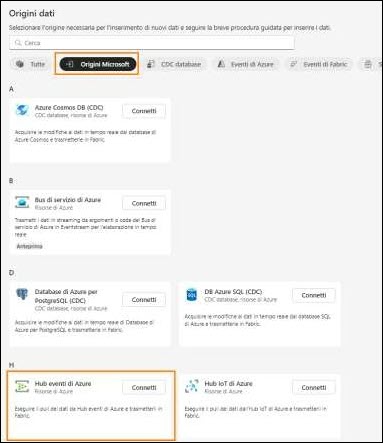 Origini dati
Selezionare l'origine necessaria per l'inserimento di nuovi dati e seguire la breve procedura guidata per inserire i dati.
Cerca
Tutte
Origini Microsoft
CDC database
Eventi di Azure
Eventi di Fabric
S
A
Azure Cosmos DB (CDC)
CDC database, risorse di Azure
Connetti
Acquisire le modifiche ai dati in tempo reale dal database di
Azure Cosmos e trasmetterle in Fabric.
B
Bus di servizio di Azure
Risorse di Azure
Connetti
Trasmetti i dati in streaming da argomenti o code del Bus di
servizio di Azure in Eventstream per l'elaborazione in tempo
reale
Anteprima
D
Database di Azure per
PostgreSQL (CDC)
CDC database, risorse di Azure
Connetti
Acquisire le modifiche ai dati in tempo reale dal Database di
Azure per PostgreSQL e trasmetterle in Fabric.
DB Azure SQL (CDC)
CDC database, risorse di Azure
Connetti
Acquisire le modifiche ai dati in tempo reale dal database SQL
di Azure e trasmetterle in Fabric.
H
Hub eventi di Azure
Risorse di Azure
Connetti
Eseguire il pull dei dati da Hub eventi di Azure e trasmetterli in
Fabric.
Hub IoT di Azure
Risorse di Azure
Connetti
Eseguire il pull dei dati dall'Hub IoT di Azure e trasmetterli in
Fabric.